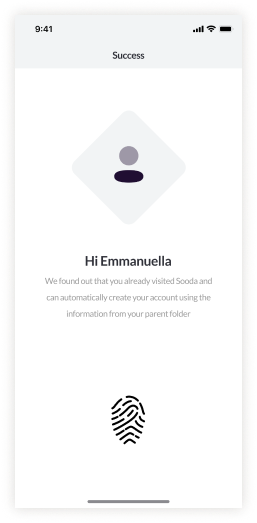 9:41
Success
Hi Emmanuella
We found out that you already visited Sooda and
can automatically create your account using the
information from your parent folder